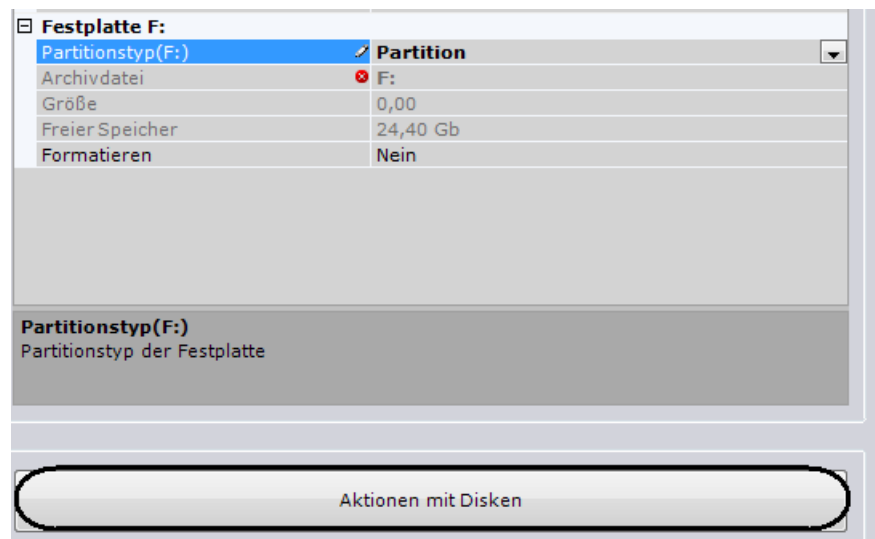 Festplatte F:
Partitionstyp(F:) Partition
Archivdatei F:
Größe 0,00
Freier Speicher 24,40 Gb
Formatieren Nein
Partitionstyp(F:)
Partitionstyp der Festplatte
Aktionen mit Disken